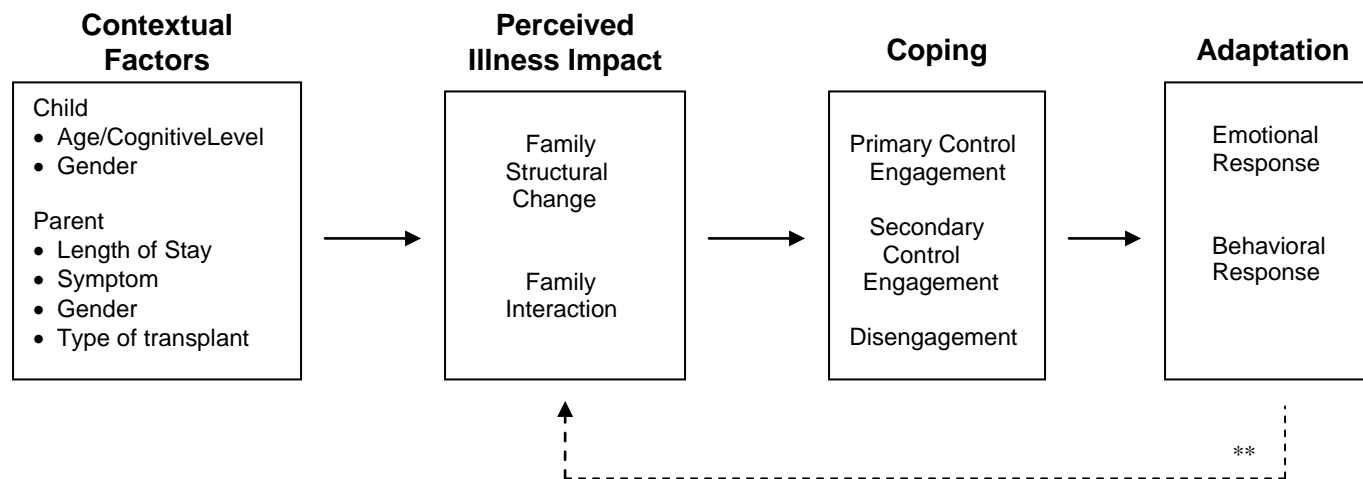 Contextual
Factors
Child
• Age/CognitiveLevel
• Gender
Parent
• Length of Stay
• Symptom
• Gender
• Type of transplant
Perceived
Illness Impact
Family
Structural
Change
Family
Interaction
Coping
Primary Control
Engagement
Secondary
Control
Engagement
Disengagement
Adaptation
Emotional
Response
Behavioral
Response
**